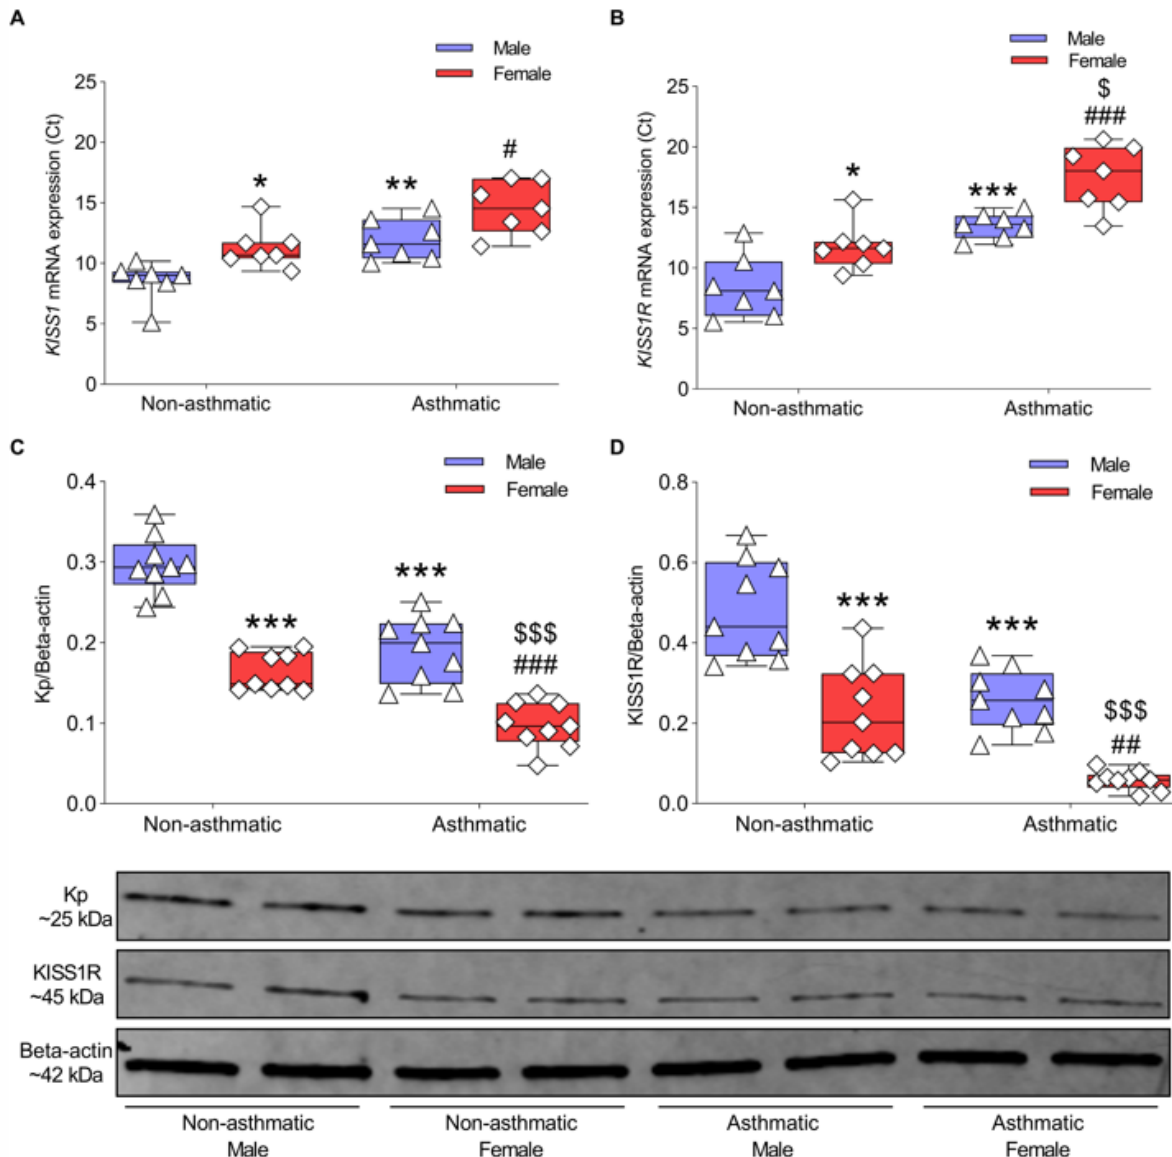 A
Male
Female
KISS1 mRNA expression (Ct)
25
20
15
10
5
0
*
**
#
Non-asthmatic
Asthmatic
B
Male
Female
KISS1R mRNA expression (Ct)
25
20
15
10
5
0
*
***
$
###
Non-asthmatic
Asthmatic
C
Male
Female
Kp/Beta-actin
0.4
0.3
0.2
0.1
0.0
***
***
$$$
###
Non-asthmatic
Asthmatic
D
Male
Female
KISS1R/Beta-actin
0.8
0.6
0.4
0.2
0.0
***
***
$$$
##
Non-asthmatic
Asthmatic
Kp
~25 kDa
KISS1R
~45 kDa
Beta-actin
~42 kDa
Non-asthmatic
Male
Non-asthmatic
Female
Asthmatic
Male
Asthmatic
Female